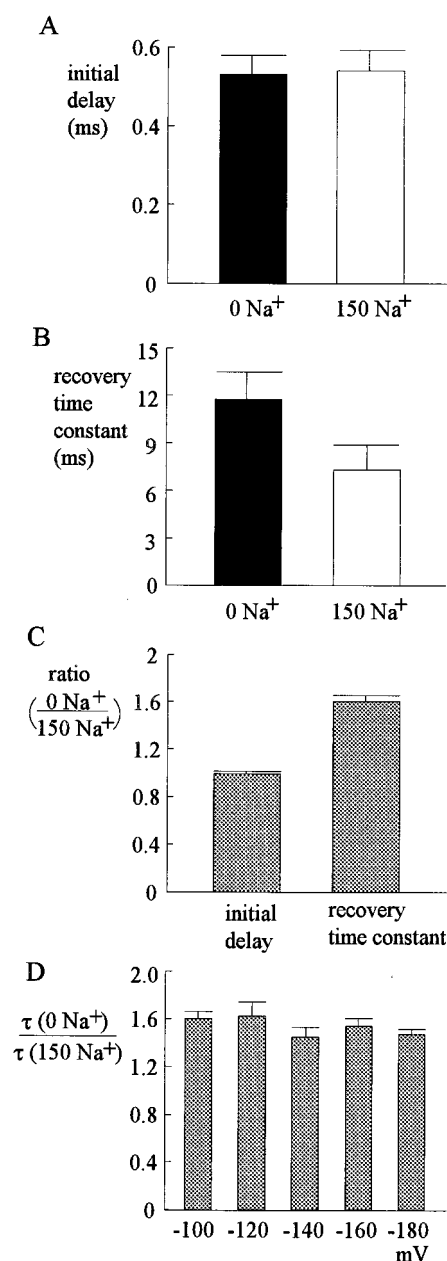 A
initial
delay
(ms)
0.6
0.4
0.2
0
0 Na+
150 Na+
B
recovery
time
constant
(ms)
15
12
9
6
3
0
0 Na+
150 Na+
C
ratio
(0 Na+
150 Na+)
2
1.6
1.2
0.8
0.4
0
initial
delay
recovery
time constant
D
τ (0 Na+)
τ (150 Na+)
2.0
1.6
1.2
0.8
0.4
0
-100 -120 -140 -160 -180
mV